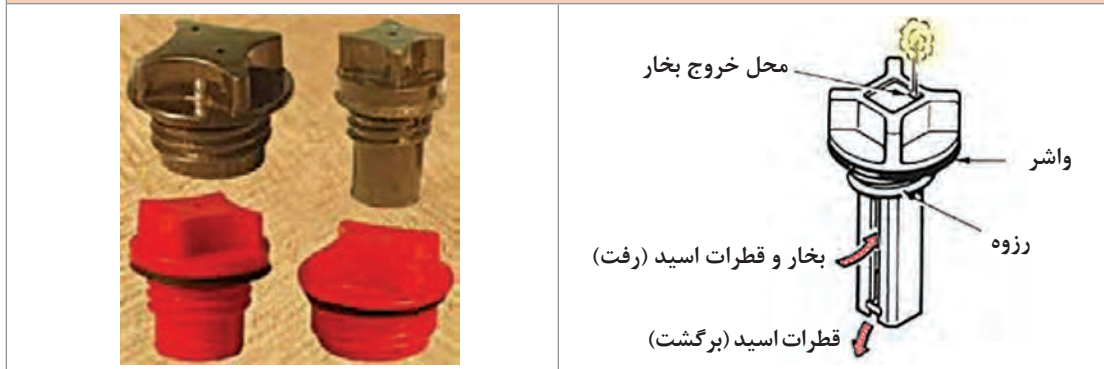 محل خروج بخار
واشر
رزوه
بخار و قطرات اسید (رفت)
قطرات اسید (برگشت)